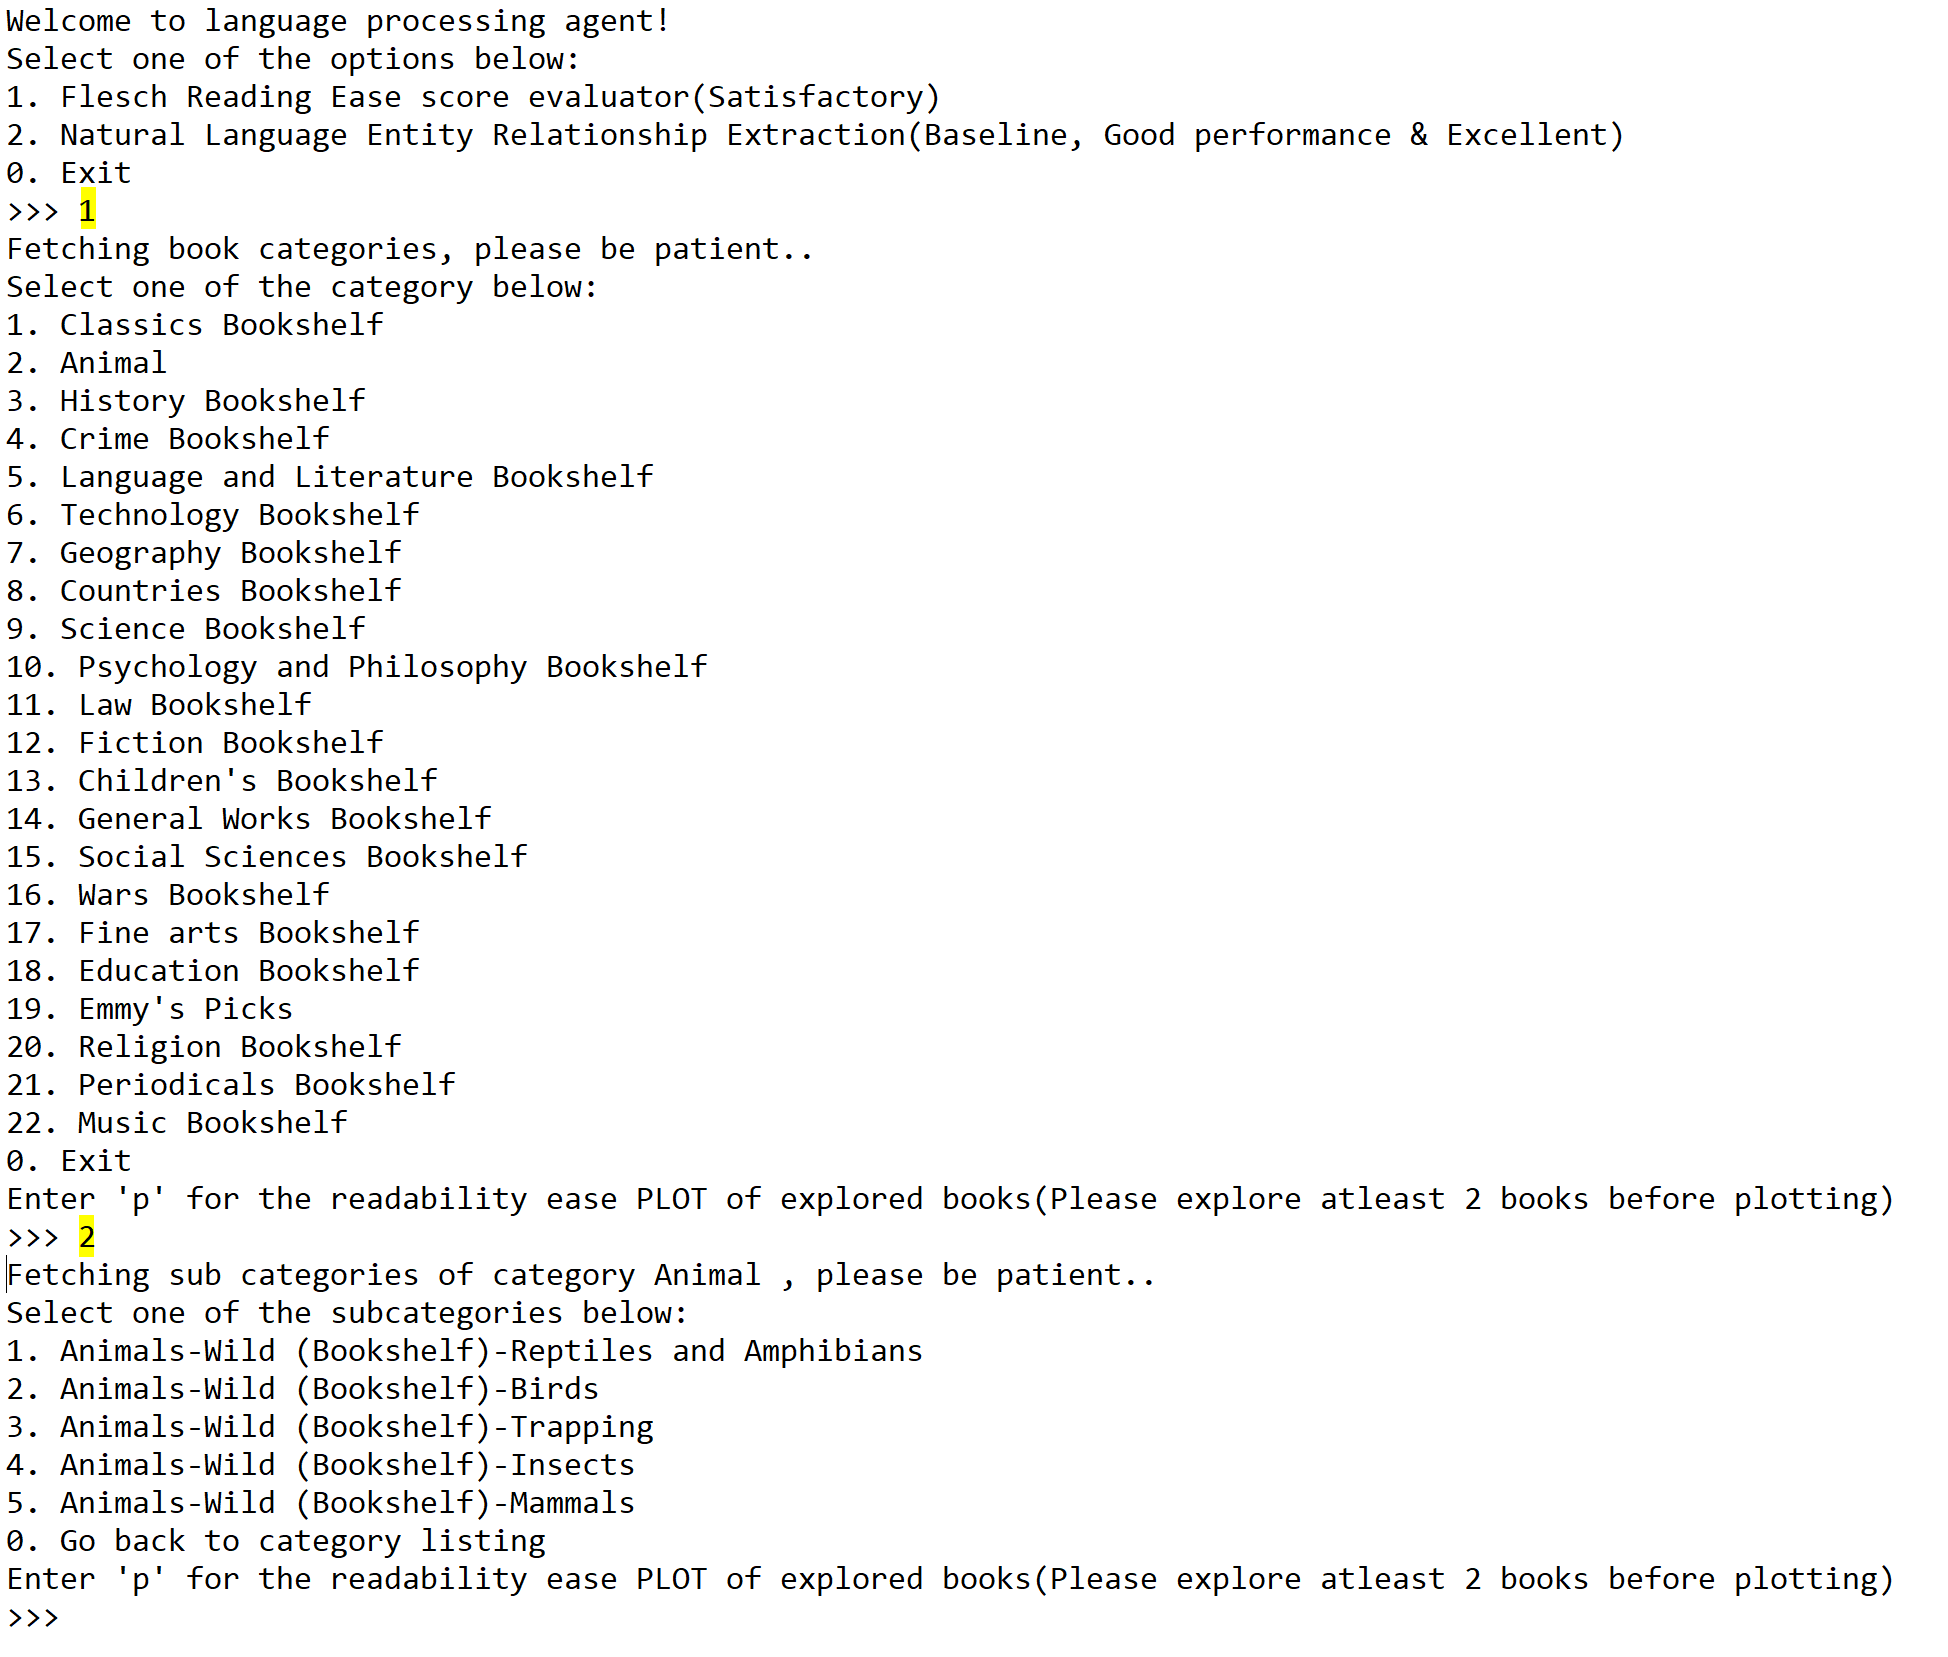 Welcome to language processing agent!
Select one of the options below:
1. Flesch Reading Ease score evaluator(Satisfactory)
2. Natural Language Entity Relationship Extraction(Baseline, Good performance & Excellent)
0. Exit
>>> 1
Fetching book categories, please be patient..
Select one of the category below:
1. Classics Bookshelf
2. Animal
3. History Bookshelf
4. Crime Bookshelf
5. Language and Literature Bookshelf
6. Technology Bookshelf
7. Geography Bookshelf
8. Countries Bookshelf
9. Science Bookshelf
10. Psychology and Philosophy Bookshelf
11. Law Bookshelf
12. Fiction Bookshelf
13. Children's Bookshelf
14. General Works Bookshelf
15. Social Sciences Bookshelf
16. Wars Bookshelf
17. Fine arts Bookshelf
18. Education Bookshelf
19. Emmy's Picks
20. Religion Bookshelf
21. Periodicals Bookshelf
22. Music Bookshelf
0. Exit
Enter 'p' for the readability ease PLOT of explored books(Please explore atleast 2 books before plotting)
>>> 2
Fetching sub categories of category Animal , please be patient..
Select one of the subcategories below:
1. Animals-Wild (Bookshelf)-Reptiles and Amphibians
2. Animals-Wild (Bookshelf)-Birds
3. Animals-Wild (Bookshelf)-Trapping
4. Animals-Wild (Bookshelf)-Insects
5. Animals-Wild (Bookshelf)-Mammals
0. Go back to category listing
Enter 'p' for the readability ease PLOT of explored books(Please explore atleast 2 books before plotting)
>>>